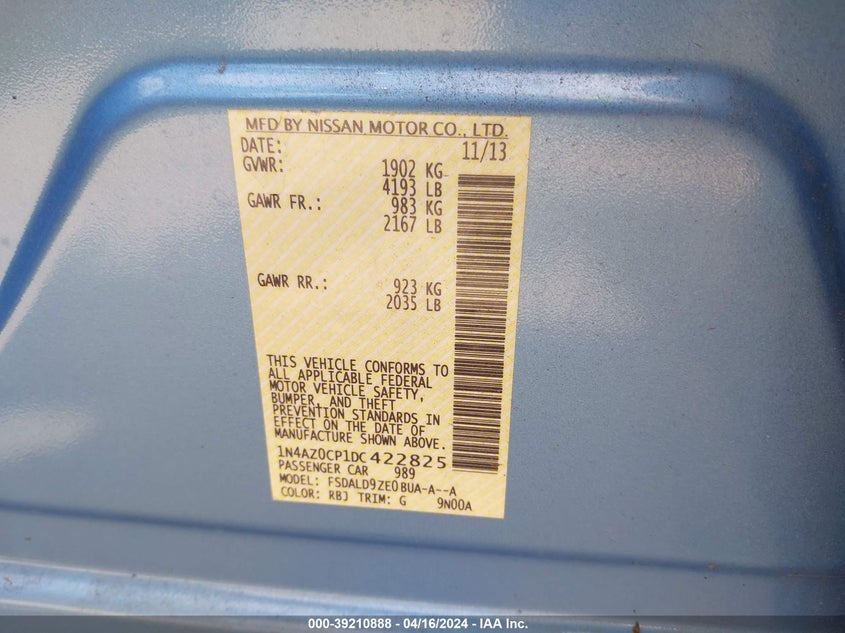 MFD BY NISSAN MOTOR CO., LTD.
DATE: 11/13
GVWR: 1902 KG
4193 LB
GAWR FR.: 983 KG
2167 LB
GAWR RR.: 923 KG
2035 LB
THIS VEHICLE CONFORMS TO
ALL APPLICABLE FEDERAL
MOTOR VEHICLE SAFETY,
BUMPER, AND THEFT
PREVENTION STANDARDS IN
EFFECT ON THE DATE OF
MANUFACTURE SHOWN ABOVE.
1N4AZ0CP1DC422825
PASSENGER CAR 989
MODEL: FSDALD9ZE0BUA-A--A
COLOR: RBJ TRIM: G 9N00A
000-39210888 - 04/16/2024 - IAA Inc.